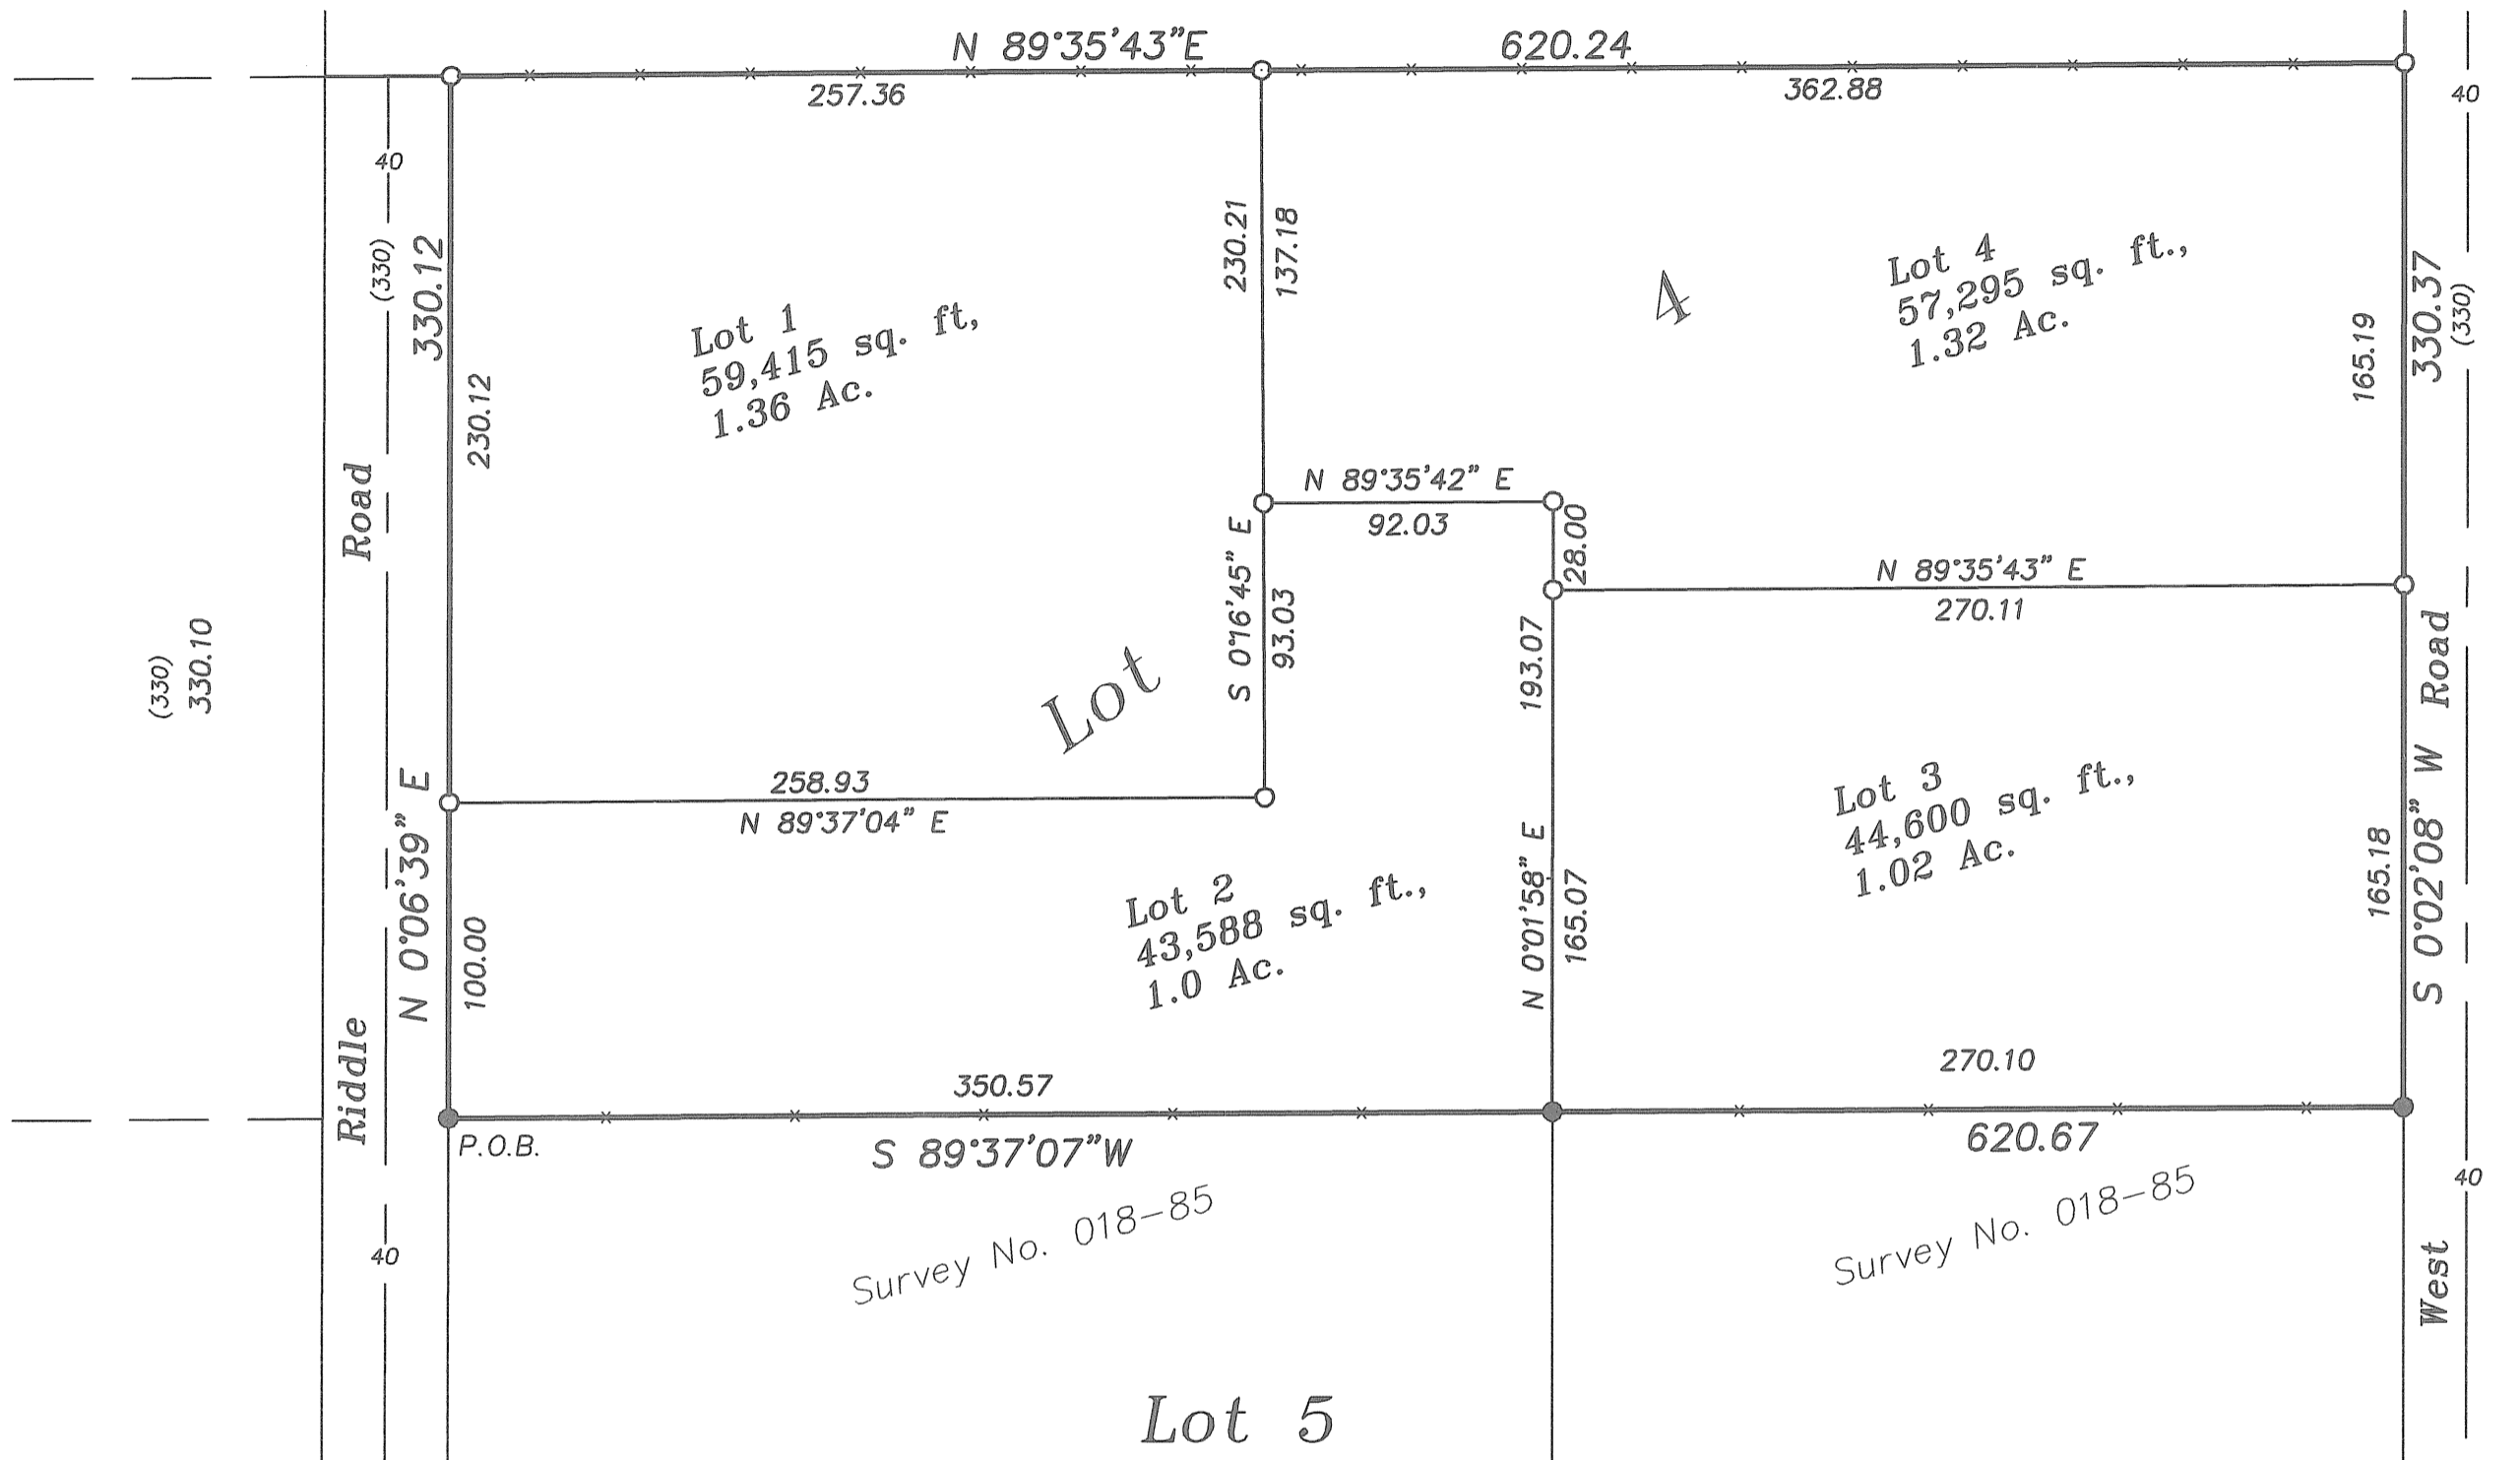 N 89°35'43"E
620.24
257.36
362.88
40
40
(330)
330.12
230.12
230.21
137.18
Lot 1
59,415 sq. ft,
1.36 Ac.
4
Lot 4
57,295 sq. ft.,
1.32 Ac.
165.19
330.37
(330)
Road
N 89°35'42" E
92.03
28.00
S 0°16'45" E
93.03
N 89°35'43" E
270.11
(330)
330.10
Lot
193.07
Road
258.93
N 89°37'04" E
N 0°06'39" E
100.00
Lot 2
43,588 sq. ft.,
1.0 Ac.
N 0°01'58" E
165.07
Lot 3
44,600 sq. ft.,
1.02 Ac.
165.18
S 0°02'08" W
Riddle
350.57
270.10
P.O.B.
S 89°37'07"W
620.67
40
40
Survey No. 018-85
Survey No. 018-85
West
Lot 5